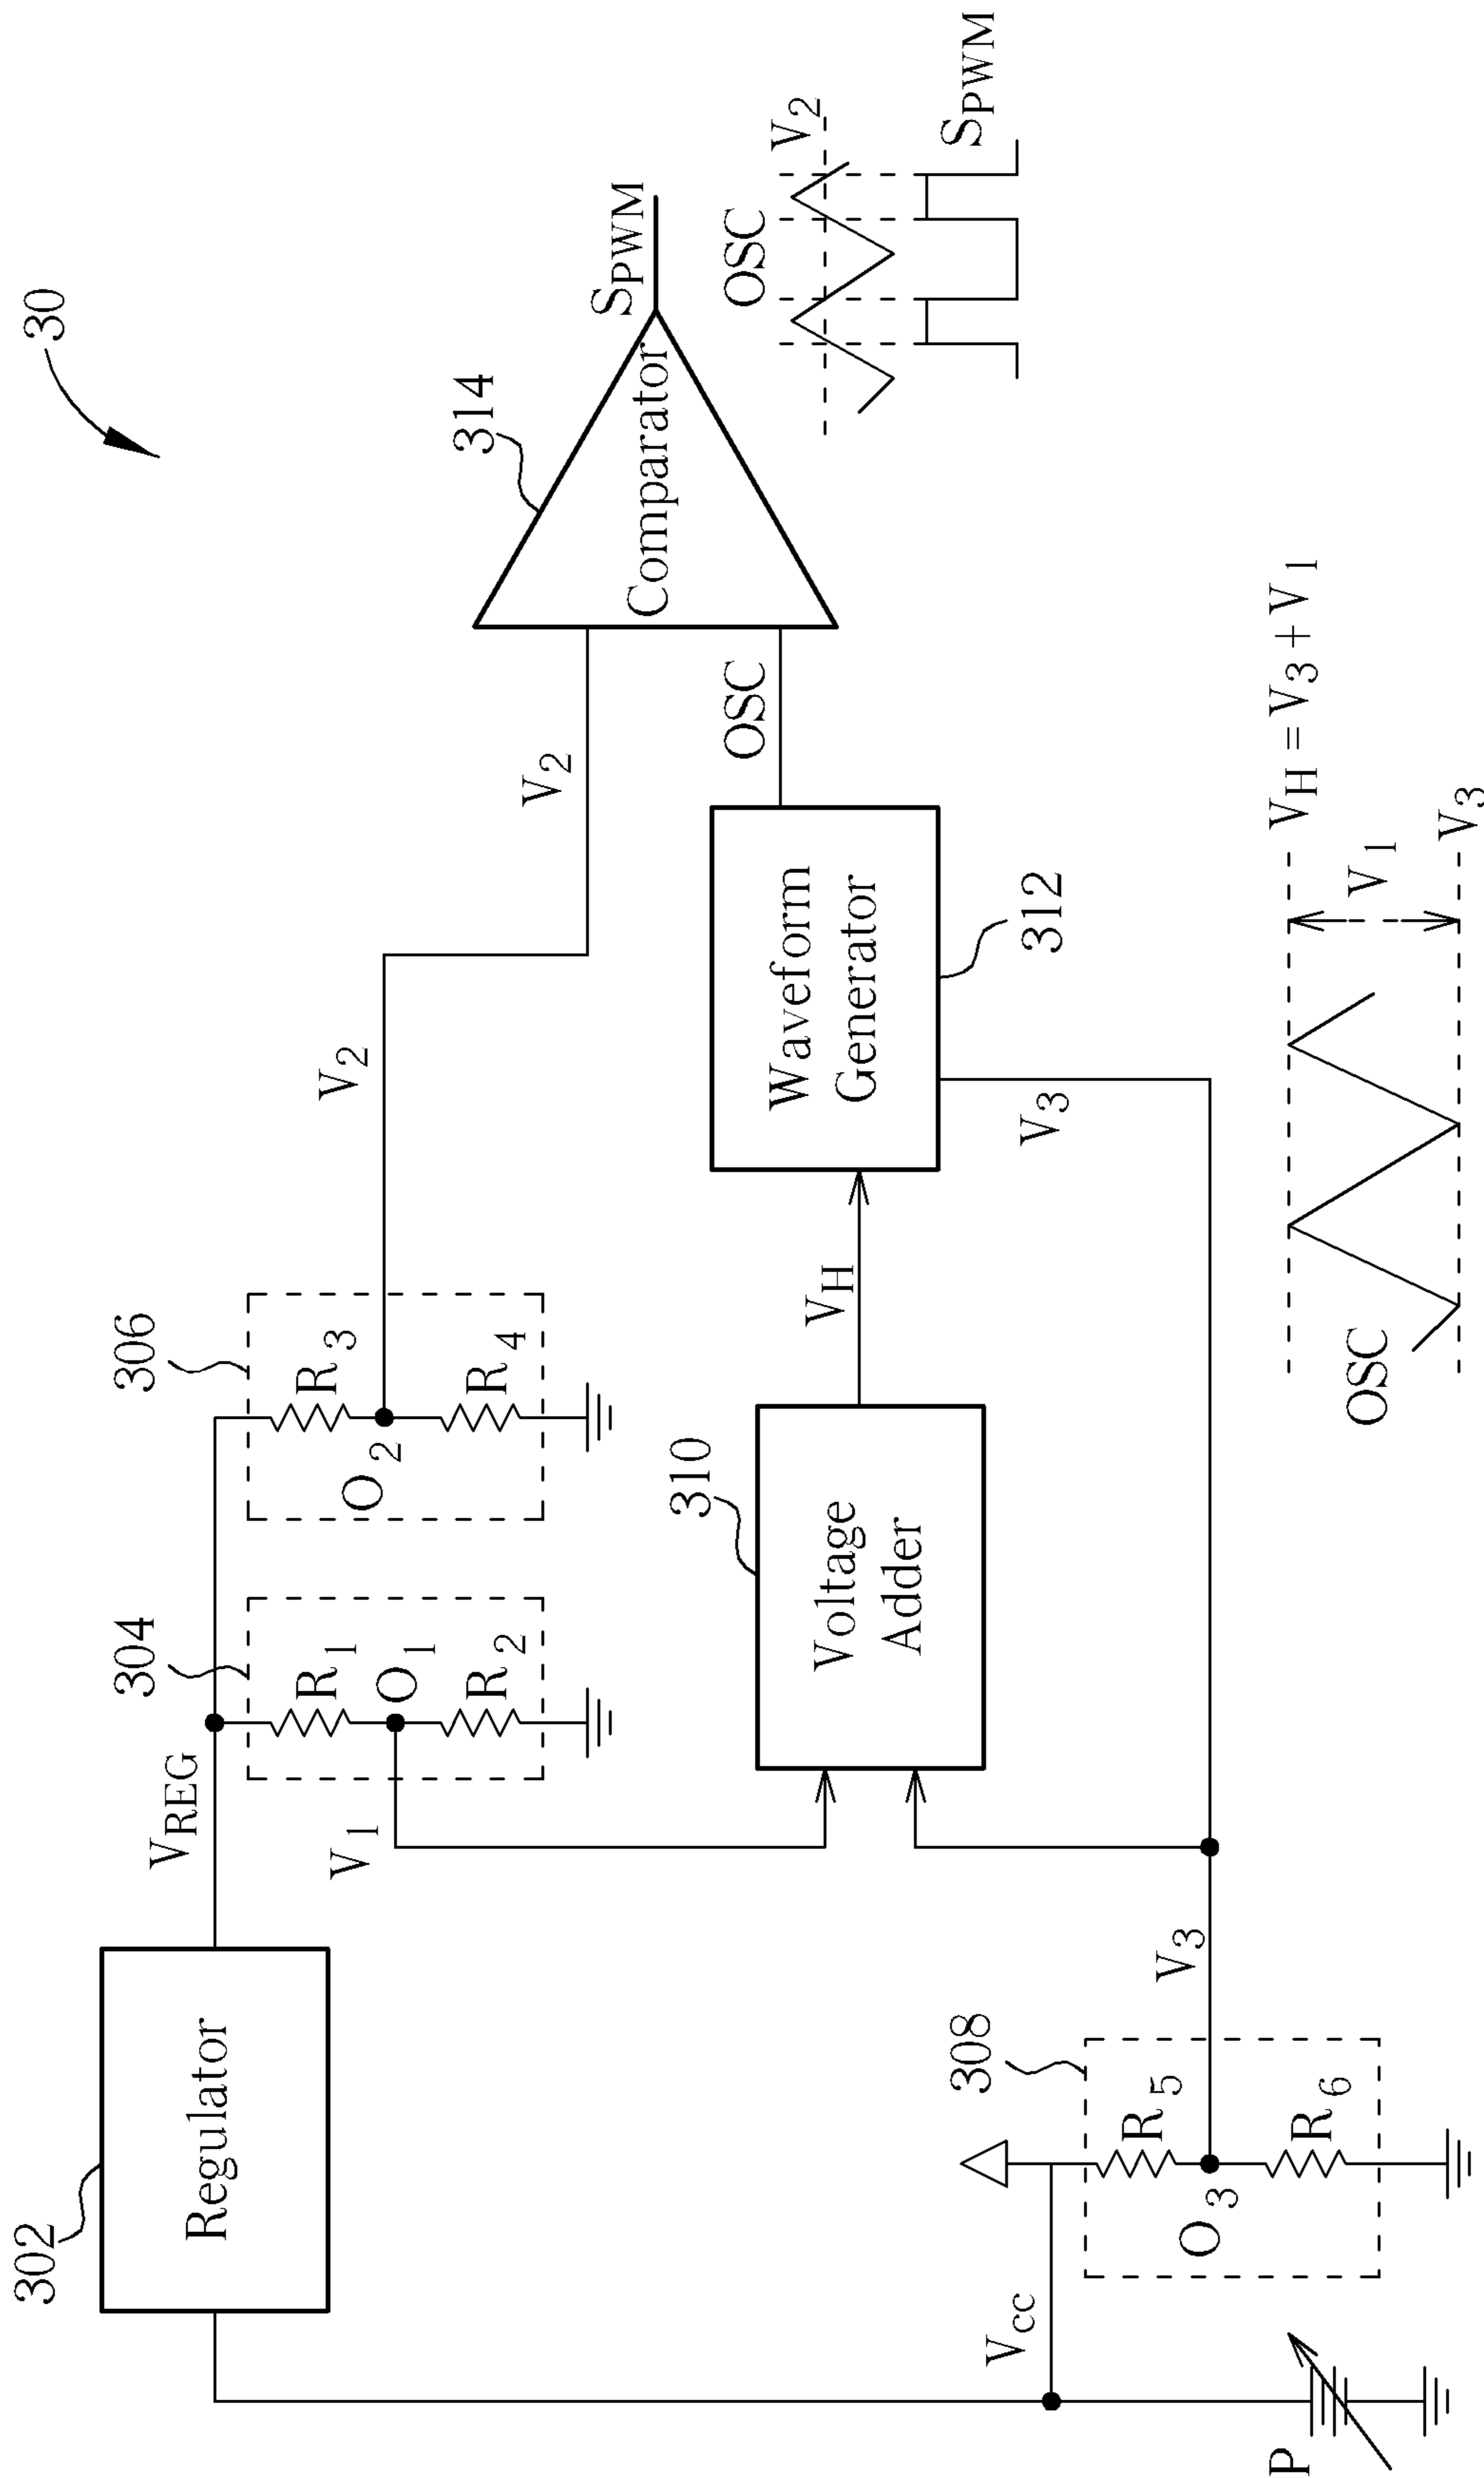 30
302
Regulator
VREG
304
R1
O1
R2
V1
306
R3
O2
R4
V2
V2
314
Comparator
SPWM
OSC
V2
SPWM
310
Voltage
Adder
VH
Waveform
Generator
312
OSC
V3
P
Vcc
308
R5
O3
R6
V3
OSC
VH = V3 + V1
V1
V3